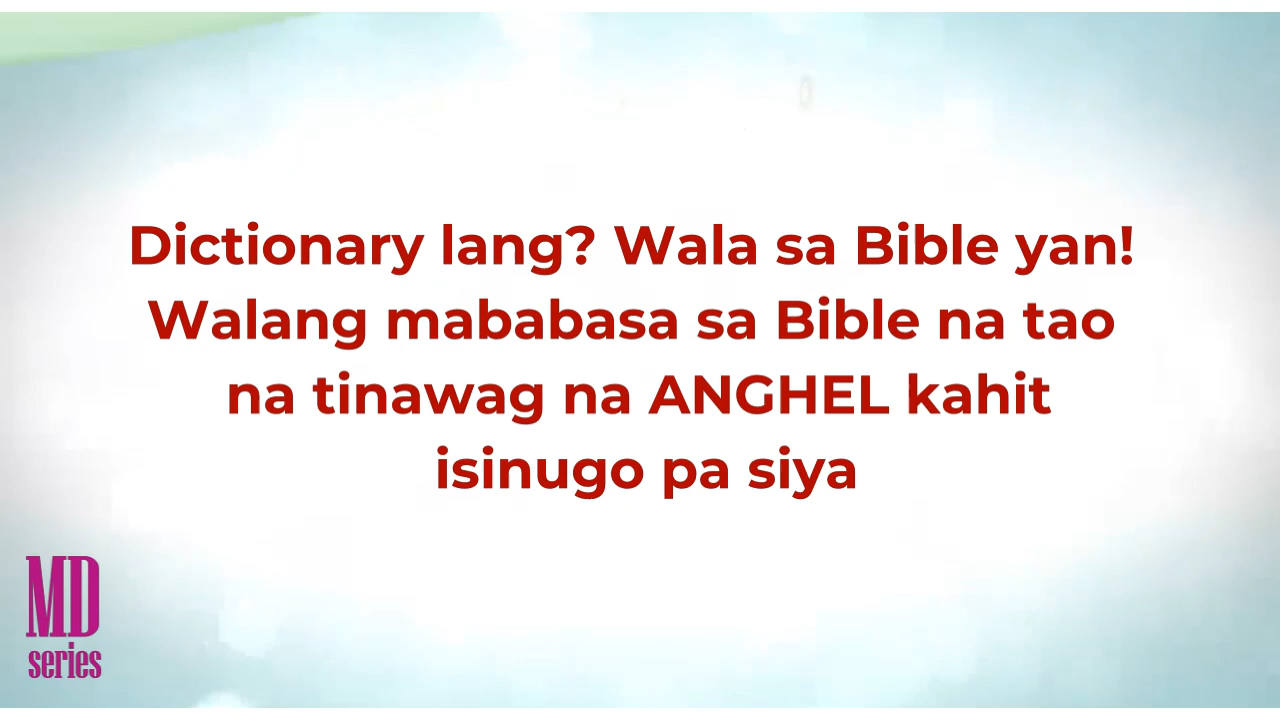 Dictionary lang? Wala sa Bible yan!
Walang mababasa sa Bible na tao
na tinawag na ANGHEL kahit
isinugo pa siya
MD
series